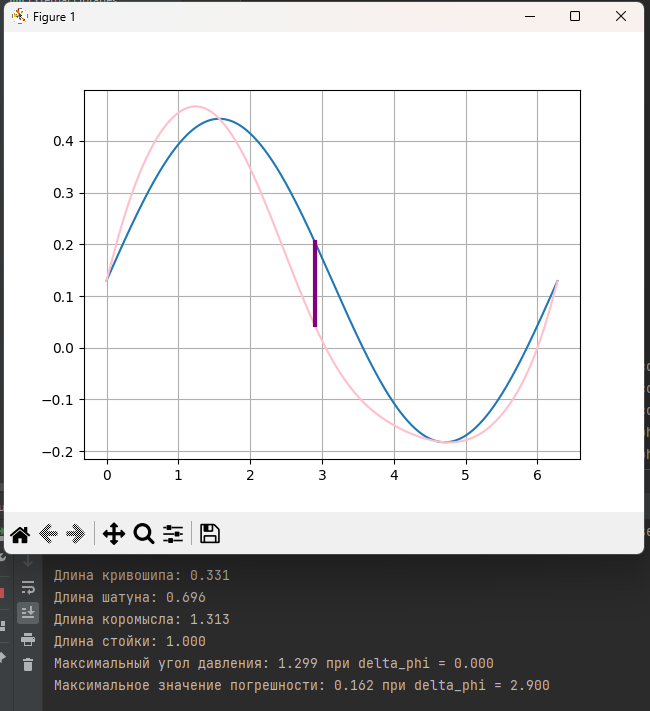 Figure 1
0.4
0.3
0.2
0.1
0.0
−0.1
−0.2
0 1 2 3 4 5 6
Длина кривошипа: 0.331
Длина шатуна: 0.696
Длина коромысла: 1.313
Длина стойки: 1.000
Максимальный угол давления: 1.299 при delta_phi = 0.000
Максимальное значение погрешности: 0.162 при delta_phi = 2.900